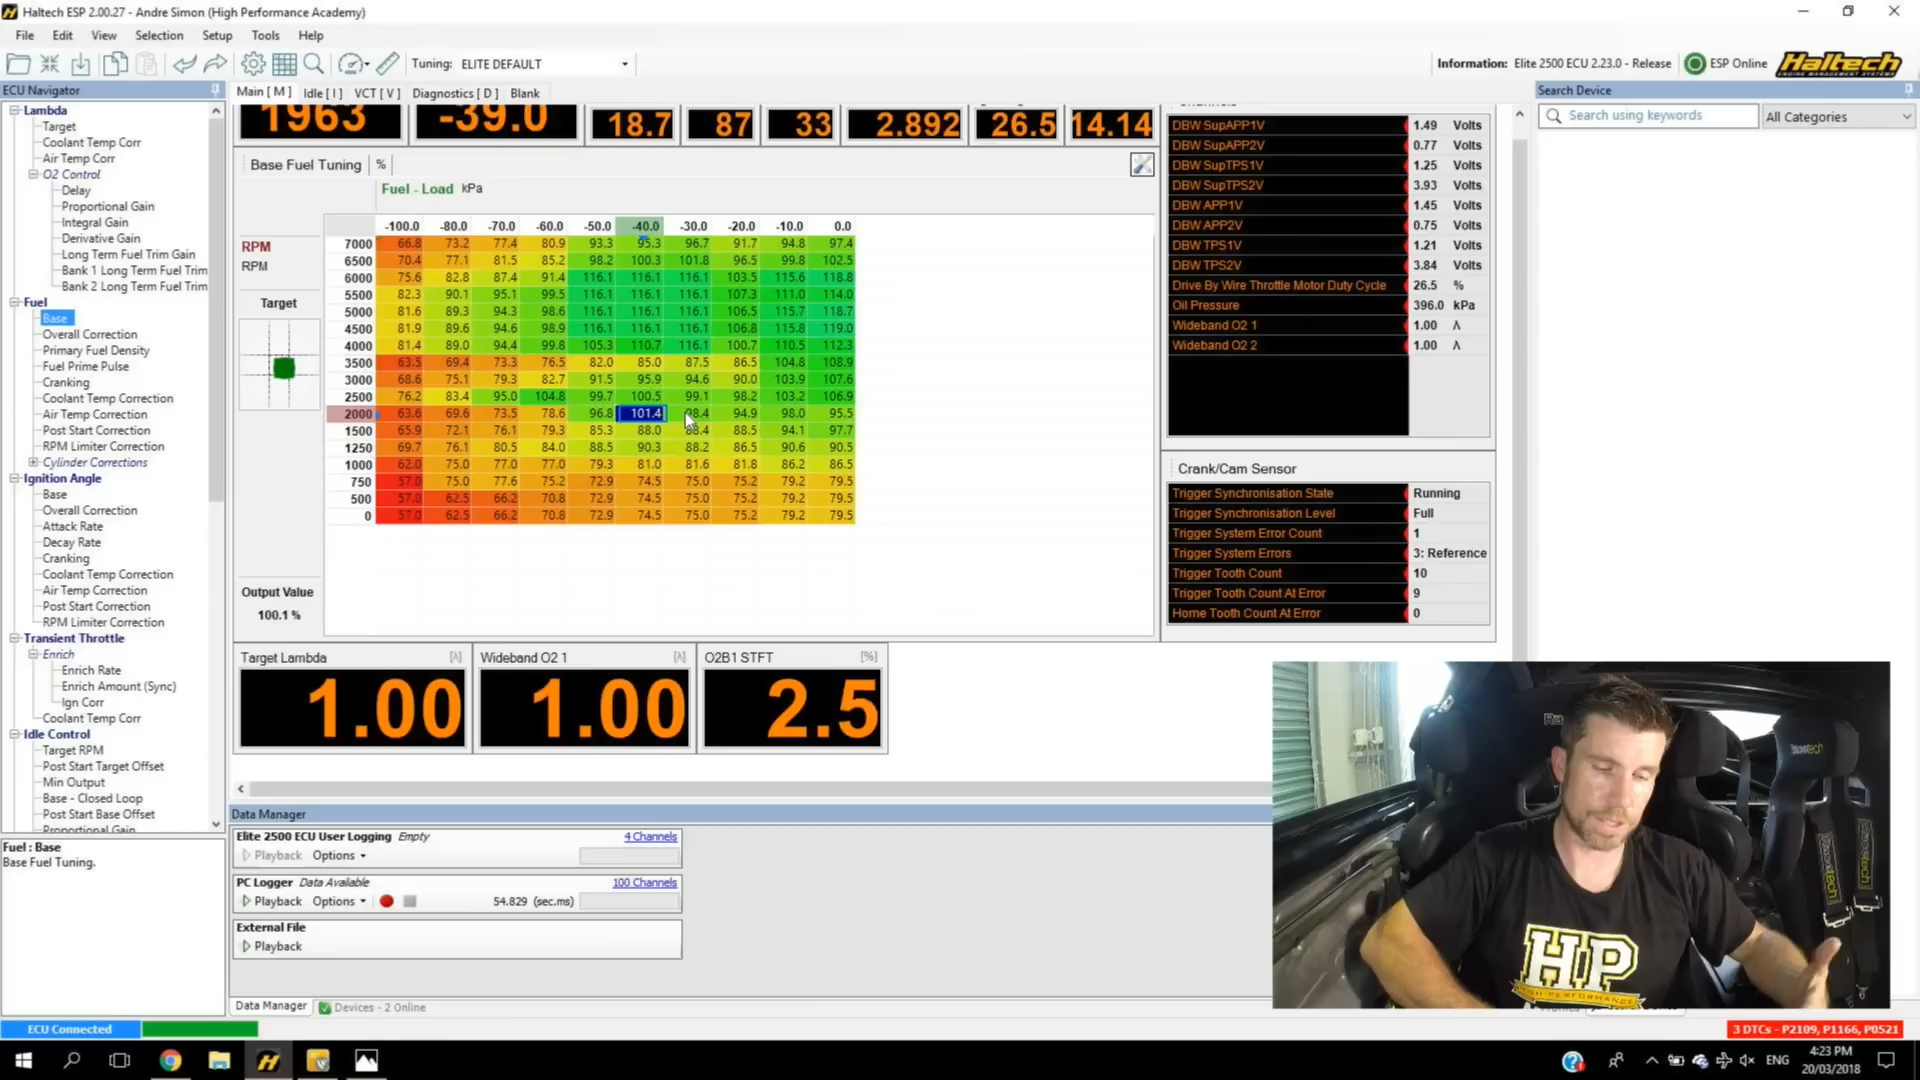 Haltech ESP 2.00.27 - Andre Simon (High Performance Academy)
File Edit View Selection Setup Tools Help
Tuning: ELITE DEFAULT
Information: Elite 2500 ECU 2.23.0 - Release ESP Online Haltech
ENGINE MANAGEMENT SYSTEMS
ECU Navigator
Lambda
Target
Coolant Temp Corr
Air Temp Corr
O2 Control
Delay
Proportional Gain
Integral Gain
Derivative Gain
Long Term Fuel Trim Gain
Bank 1 Long Term Fuel Trim
Bank 2 Long Term Fuel Trim
Fuel
Base
Overall Correction
Primary Fuel Density
Fuel Prime Pulse
Cranking
Coolant Temp Correction
Air Temp Correction
Post Start Correction
RPM Limiter Correction
Cylinder Corrections
Ignition Angle
Base
Overall Correction
Attack Rate
Decay Rate
Cranking
Coolant Temp Correction
Air Temp Correction
Post Start Correction
RPM Limiter Correction
Transient Throttle
Enrich
Enrich Rate
Enrich Amount (Sync)
Ign Corr
Coolant Temp Corr
Idle Control
Target RPM
Post Start Target Offset
Min Output
Base - Closed Loop
Post Start Base Offset
Proportional Gain
Fuel : Base
Base Fuel Tuning.
Main [ M ] Idle [ I ] VCT [ V ] Diagnostics [ D ] Blank
1963 -39.0 18.7 87 33 2.892 26.5 14.14
Base Fuel Tuning %
Fuel - Load kPa
RPM
RPM
Target
Output Value
100.1 %
-100.0 -80.0 -70.0 -60.0 -50.0 -40.0 -30.0 -20.0 -10.0 0.0
7000 66.8 73.2 77.4 80.9 93.3 95.3 96.7 91.7 94.8 97.4
6500 70.4 77.1 81.5 85.2 98.2 100.3 101.8 96.5 99.8 102.5
6000 75.6 82.8 87.4 91.4 116.1 116.1 116.1 103.5 115.6 118.8
5500 82.3 90.1 95.1 99.5 116.1 116.1 116.1 107.3 111.0 114.0
5000 81.6 89.3 94.3 98.6 116.1 116.1 116.1 106.5 115.7 118.7
4500 81.9 89.6 94.6 98.9 116.1 116.1 116.1 106.8 115.8 119.0
4000 81.4 89.0 94.4 99.8 105.3 110.7 116.1 100.7 110.5 112.3
3500 63.5 69.4 73.3 76.5 82.0 85.0 87.5 86.5 104.8 108.9
3000 68.6 75.1 79.3 82.7 91.5 95.9 94.6 90.0 103.9 107.6
2500 76.2 83.4 95.0 104.8 99.7 100.5 99.1 98.2 103.2 106.9
2000 63.6 69.6 73.5 78.6 96.8 101.4 98.4 94.9 98.0 95.5
1500 65.9 72.1 76.1 79.3 85.3 88.0 88.4 88.5 94.1 97.7
1250 69.7 76.1 80.5 84.0 88.5 90.3 88.2 86.5 90.6 90.5
1000 62.0 75.0 77.0 77.0 79.3 81.0 81.6 81.8 86.2 86.5
750 57.0 75.0 77.6 75.2 72.9 74.5 75.0 75.2 79.2 79.5
500 57.0 62.5 66.2 70.8 72.9 74.5 75.0 75.2 79.2 79.5
0 57.0 62.5 66.2 70.8 72.9 74.5 75.0 75.2 79.2 79.5
Target Lambda [λ] Wideband O2 1 [λ] O2B1 STFT [%]
1.00 1.00 2.5
DBW SupAPP1V 1.49 Volts
DBW SupAPP2V 0.77 Volts
DBW SupTPS1V 1.25 Volts
DBW SupTPS2V 3.93 Volts
DBW APP1V 1.45 Volts
DBW APP2V 0.75 Volts
DBW TPS1V 1.21 Volts
DBW TPS2V 3.84 Volts
Drive By Wire Throttle Motor Duty Cycle 26.5 %
Oil Pressure 396.0 kPa
Wideband O2 1 1.00 λ
Wideband O2 2 1.00 λ
Crank/Cam Sensor
Trigger Synchronisation State Running
Trigger Synchronisation Level Full
Trigger System Error Count 1
Trigger System Errors 3: Reference
Trigger Tooth Count 10
Trigger Tooth Count At Error 9
Home Tooth Count At Error 0
Search Device
Search using keywords All Categories
Data Manager
Elite 2500 ECU User Logging Empty 4 Channels
Playback Options
PC Logger Data Available 100 Channels
Playback Options 54.829 (sec.ms)
External File
Playback
Data Manager Devices - 2 Online
HP
ECU Connected
3 DTCs - P2109, P1166, P0521
ENG
4:23 PM
20/03/2018